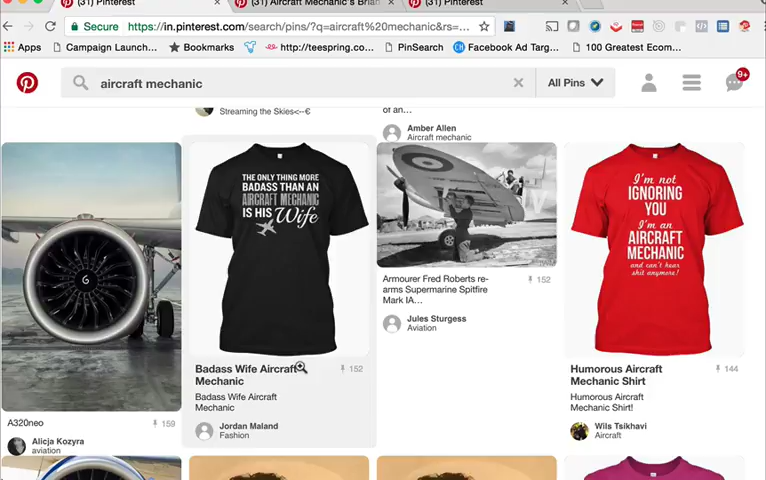 (31) Pinterest
(31) Aircraft Mechanic's Brian
(31) Pinterest
Secure
https://in.pinterest.com/search/pins/?q=aircraft%20mechanic&rs=...
Apps
Campaign Launch...
Bookmarks
http://teespring.c...
PinSearch
Facebook Ad Targ...
100 Greatest Ecom...
aircraft mechanic
All Pins
9+
Streaming the Skies<--€
of an...
Amber Allen
Aircraft mechanic
THE ONLY THING MORE
BADASS THAN AN
AIRCRAFT MECHANIC
IS HIS Wife
I'm not
IGNORING
YOU
I'm an
AIRCRAFT
MECHANIC
and can't hear
shit anymore!
Armourer Fred Roberts re-
arms Supermarine Spitfire
Mark IA...
152
Jules Sturgess
Aviation
Badass Wife Aircraft
Mechanic
152
Badass Wife Aircraft
Mechanic
Jordan Maland
Fashion
Humorous Aircraft
Mechanic Shirt
144
Humorous Aircraft
Mechanic Shirt!
Wils Tsikhavi
Aircraft
A320neo
159
Alicja Kozyra
aviation